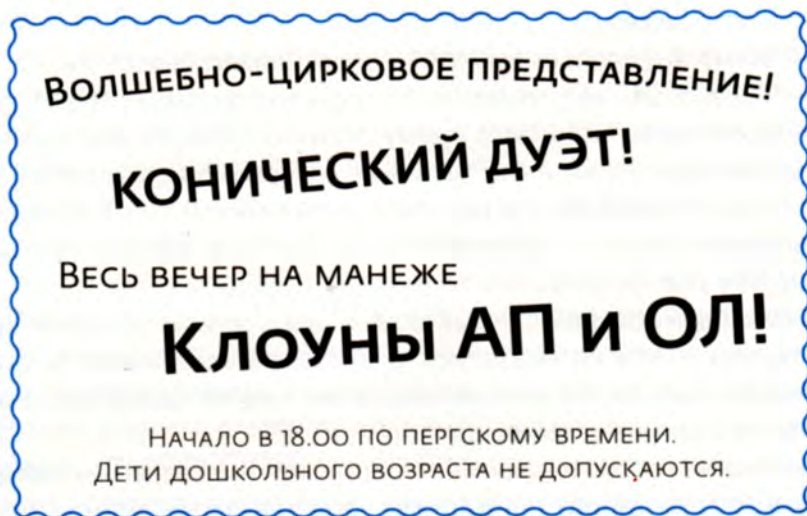 Волшебно-цирковое представление!
КОНИЧЕСКИЙ ДУЭТ!
Весь вечер на манеже
Клоуны АП и ОЛ!
Начало в 18.00 по пергскому времени.
Дети дошкольного возраста не допускаются.